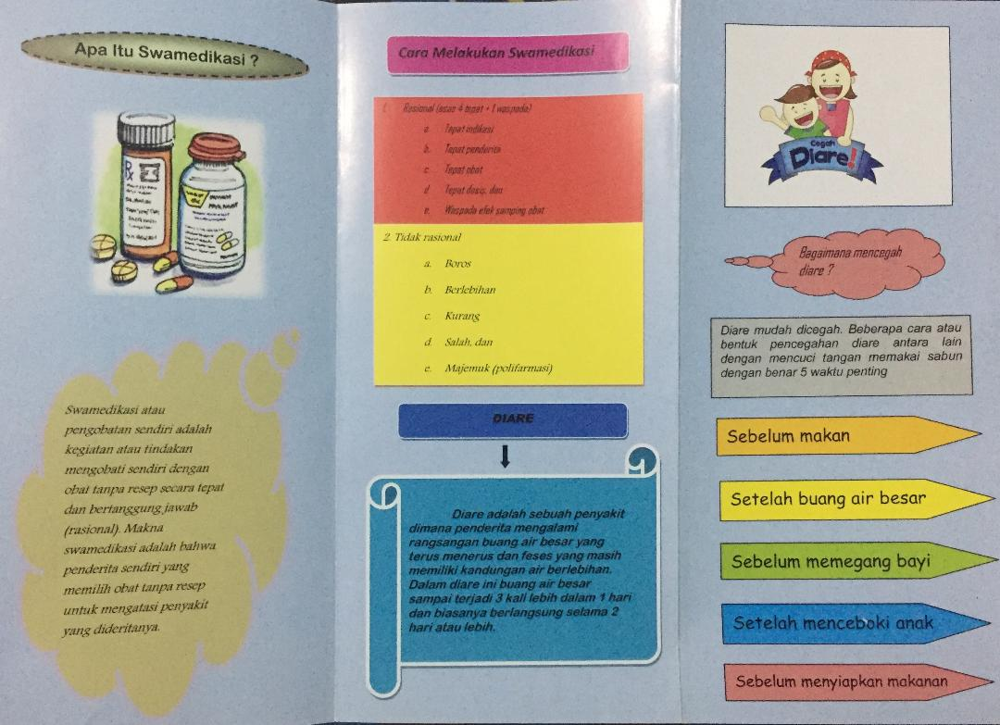 Apa Itu Swamedikasi ?
Swamedikasi atau
pengobatan sendiri adalah
kegiatan atau tindakan
mengobati sendiri dengan
obat tanpa resep secara tepat
dan bertanggung jawab
(rasional). Makna
swamedikasi adalah bahwa
penderita sendiri yang
memilih obat tanpa resep
untuk mengatasi penyakit
yang dideritanya.
Cara Melakukan Swamedikasi
1. Rasional (asas 4 tepat + 1 waspada)
a. Tepat indikasi
b. Tepat penderita
c. Tepat obat
d Tepat dosis, dan
e. Waspada efek samping obat
2. Tidak rasional
a. Boros
b. Berlebihan
c. Kurang
d. Salah, dan
e. Majemuk (polifarmasi)
DIARE
Diare adalah sebuah penyakit
dimana penderita mengalami
rangsangan buang air besar yang
terus menerus dan feses yang masih
memiliki kandungan air berlebihan.
Dalam diare ini buang air besar
sampai terjadi 3 kali lebih dalam 1 hari
dan biasanya berlangsung selama 2
hari atau lebih.
Cegah
Diare!
Bagaimana mencegah
diare ?
Diare mudah dicegah. Beberapa cara atau
bentuk pencegahan diare antara lain
dengan mencuci tangan memakai sabun
dengan benar 5 waktu penting
Sebelum makan
Setelah buang air besar
Sebelum memegang bayi
Setelah menceboki anak
Sebelum menyiapkan makanan